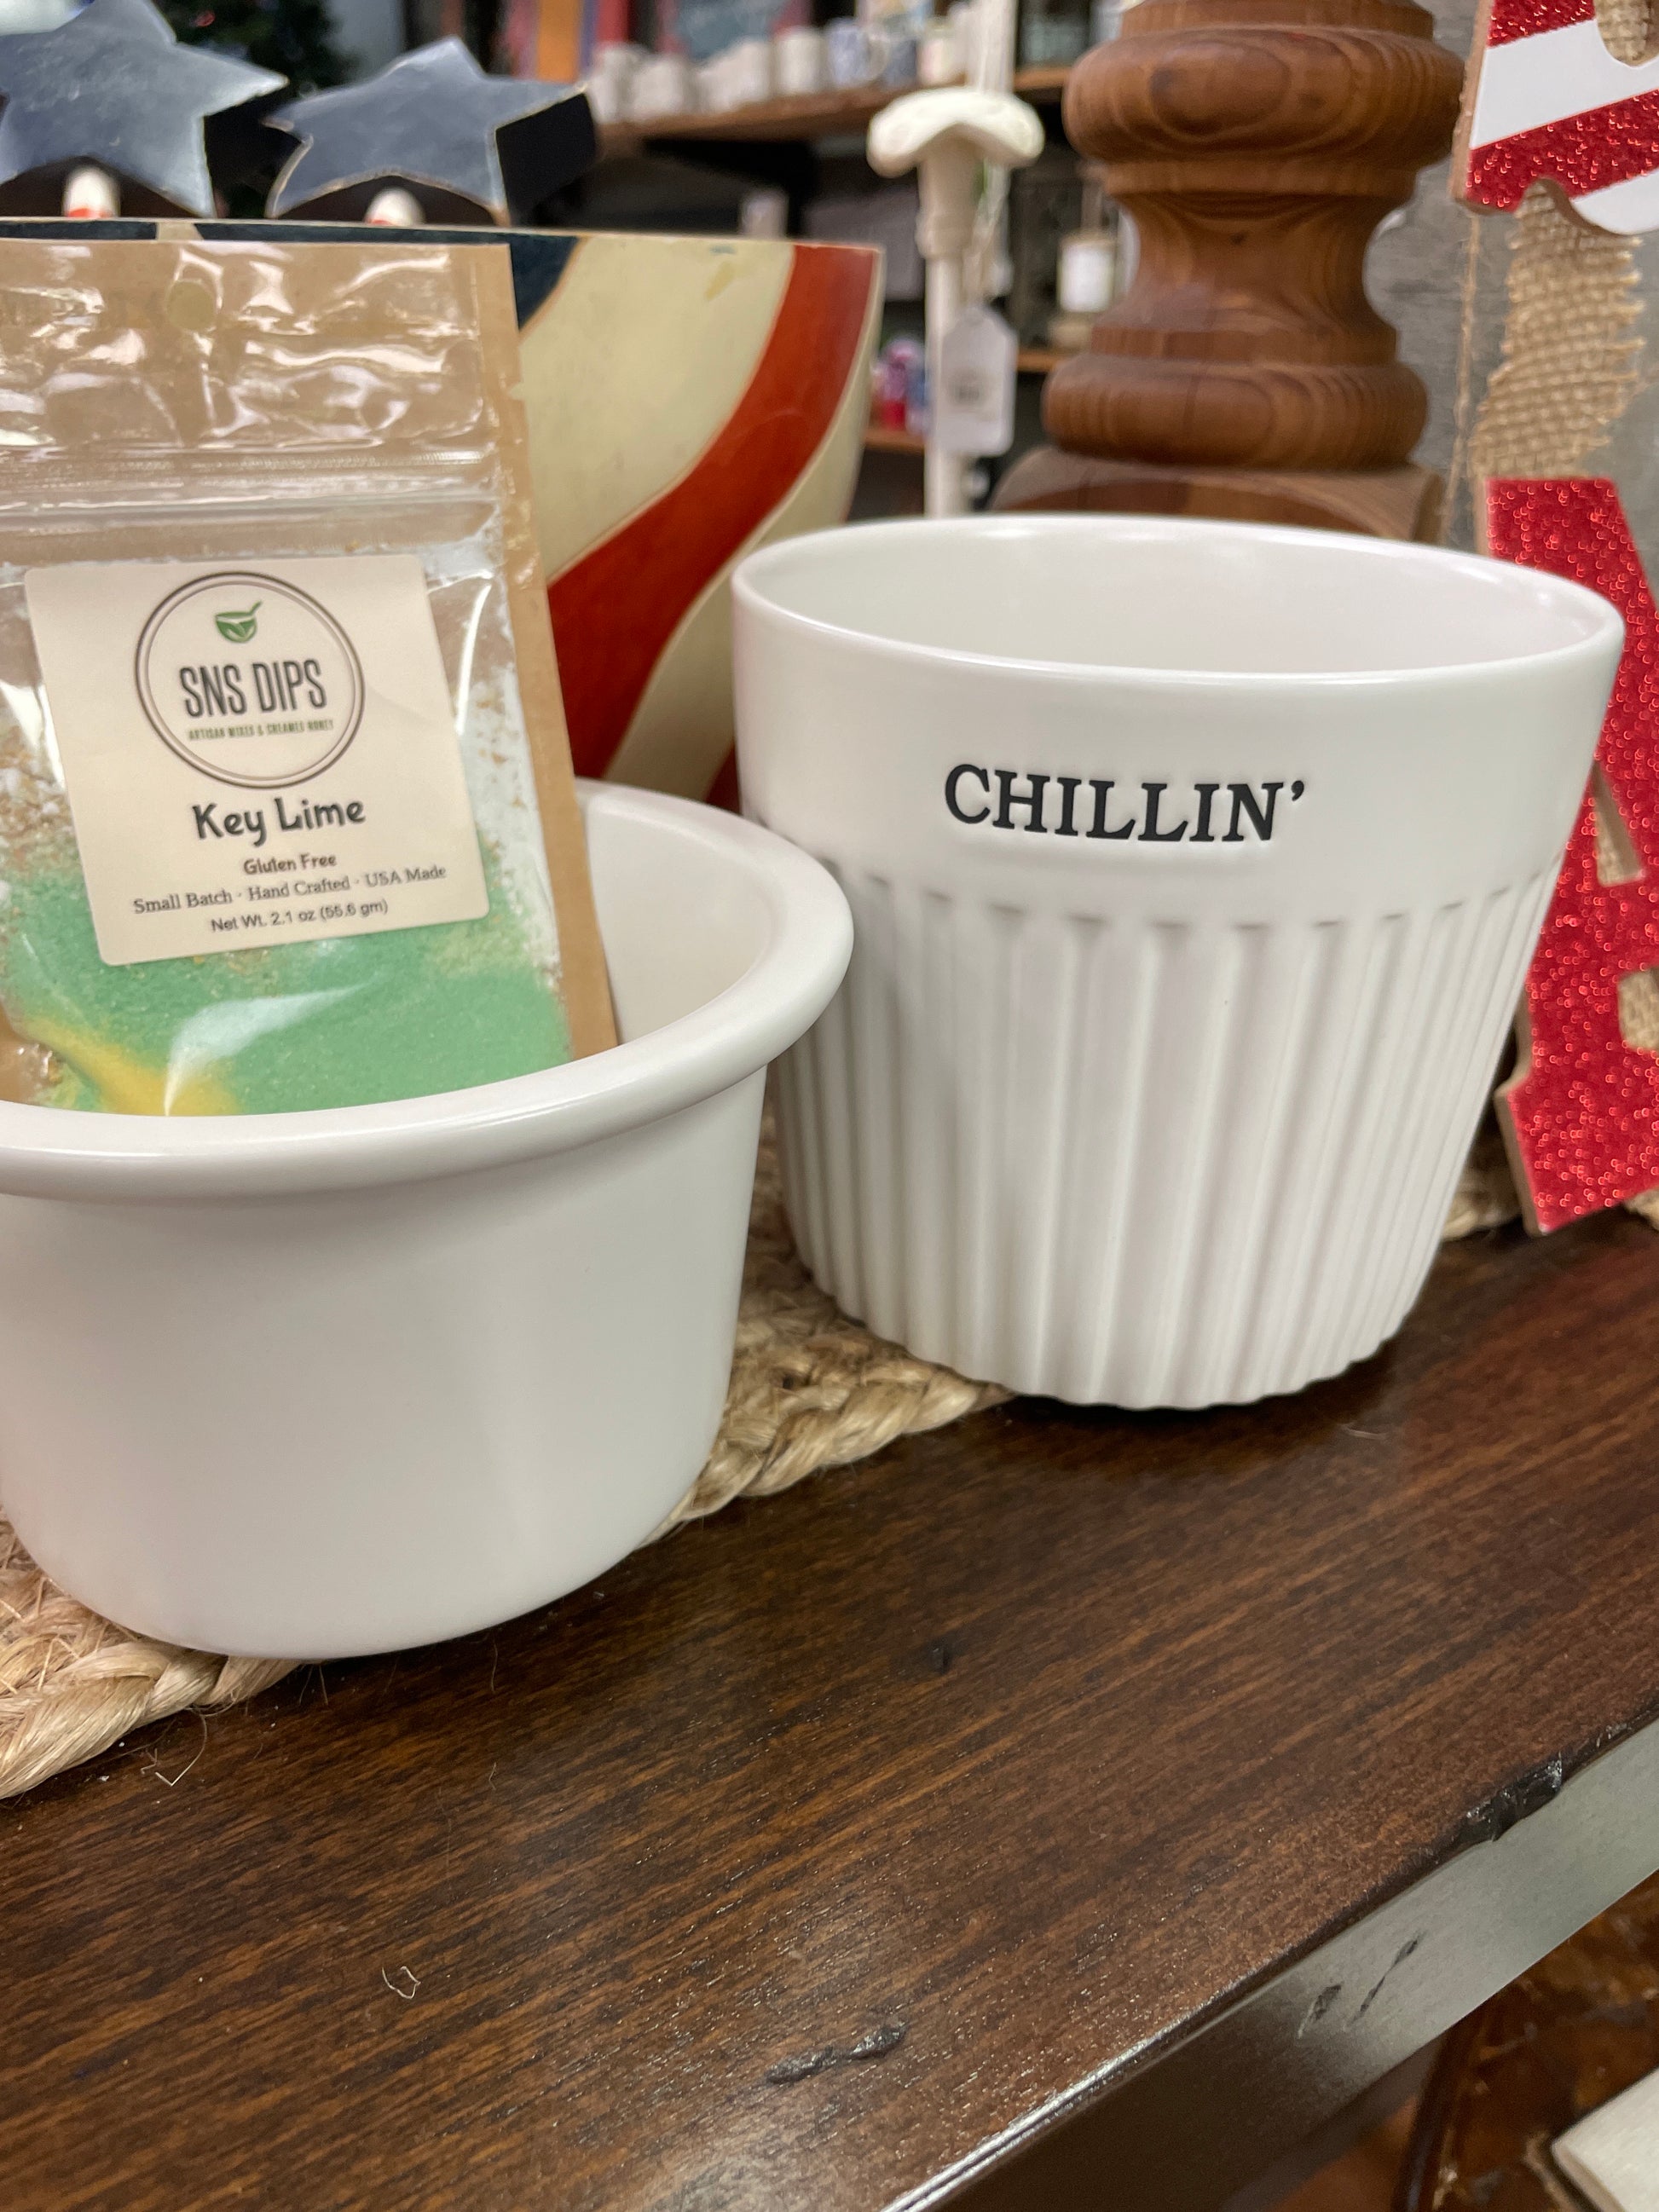 SNS DIPS
ARTISAN MIXES & CREAMED HONEY
Key Lime
Gluten Free
Small Batch · Hand Crafted · USA Made
Net Wt. 2.1 oz (55.6 gm)
CHILLIN'